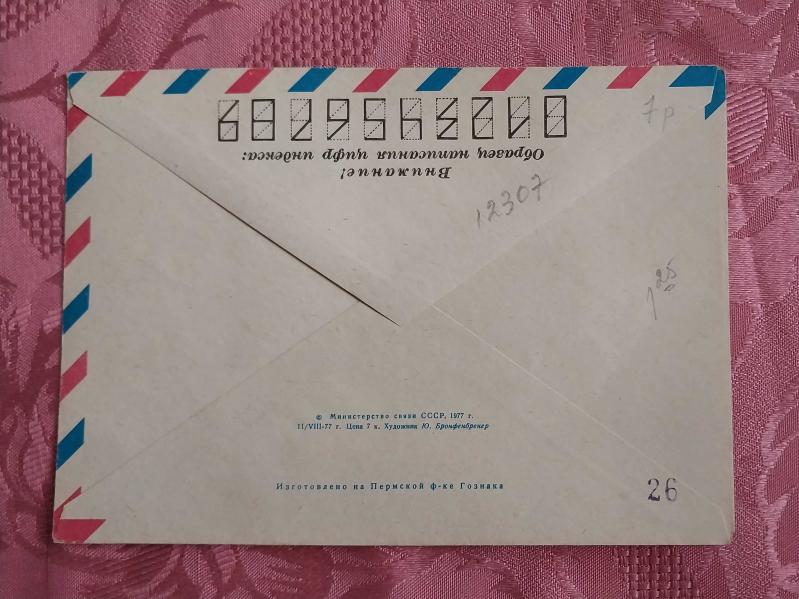 Внимание!
Образец написания цифр индекса:
0123456789
7р
12307
25
© Министерство связи СССР, 1977 г.
11/VIII-77 г. Цена 7 к. Художник Ю. Бронфенбренер
Изготовлено на Пермской ф-ке Гознака
26